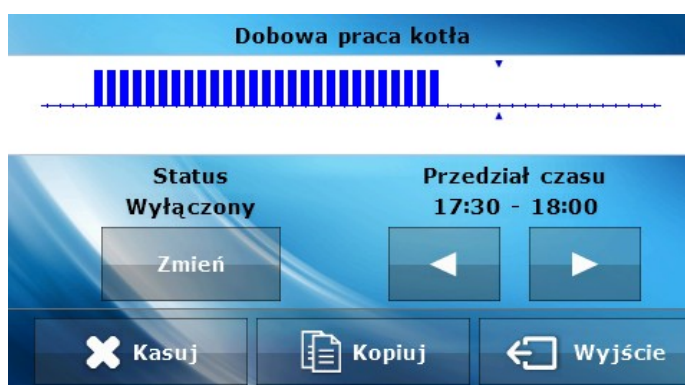 Dobowa praca kotła
Status
Wyłączony
Przedział czasu
17:30 - 18:00
Zmień
Kasuj
Kopiuj
Wyjście